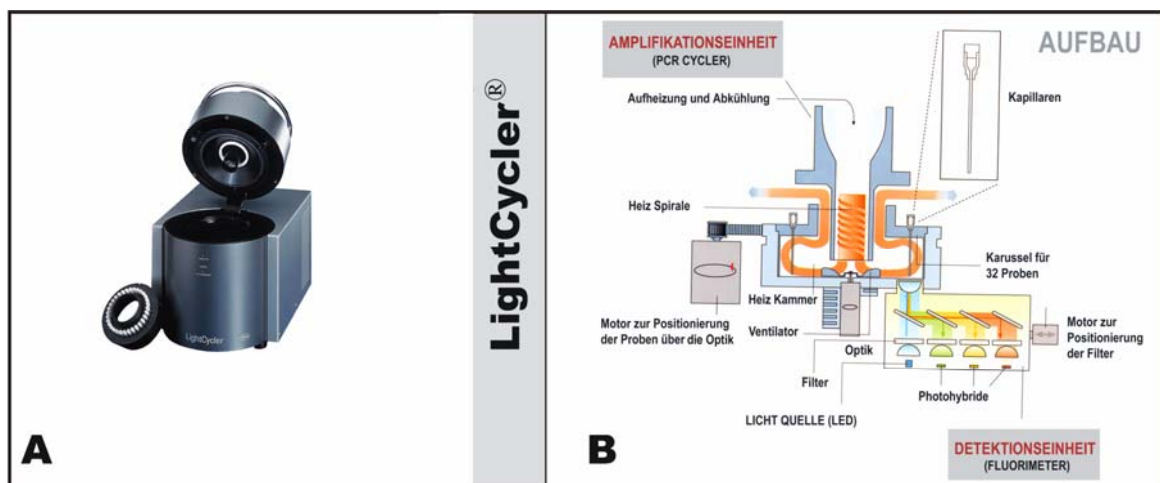 LightCycler
A
LightCycler®
AMPLIFIKATIONSEINHEIT
(PCR CYCLER)
AUFBAU
Aufheizung und Abkühlung
Kapillaren
Heiz Spirale
Karussel für
32 Proben
Heiz Kammer
Motor zur Positionierung
der Proben über die Optik
Ventilator
Optik
Motor zur
Positionierung
der Filter
Filter
Photohybride
LICHT QUELLE (LED)
B
DETEKTIONSEINHEIT
(FLUORIMETER)